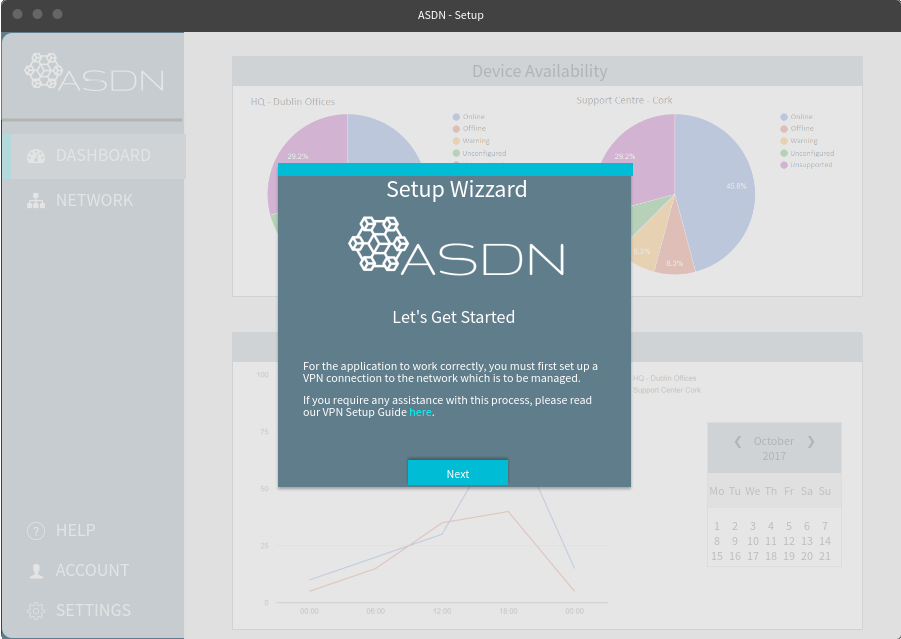 ASDN - Setup
ASDN
DASHBOARD
NETWORK
HELP
ACCOUNT
SETTINGS
Device Availability
HQ - Dublin Offices
Online
Offline
Warning
Unconfigured
29.2%
Support Centre - Cork
Online
Offline
Warning
Unconfigured
Unsupported
29.2%
45.8%
8.3%
8.3%
Setup Wizzard
ASDN
Let's Get Started
For the application to work correctly, you must first set up a
VPN connection to the network which is to be managed.
If you require any assistance with this process, please read
our VPN Setup Guide here.
Next
HQ - Dublin Offices
Support Center Cork
100
75
50
25
0
00:00 06:00 12:00 18:00 00:00
❮ October ❯
2017
Mo Tu We Th Fr Sa Su
1 2 3 4 5 6 7
8 9 10 11 12 13 14
15 16 17 18 19 20 21